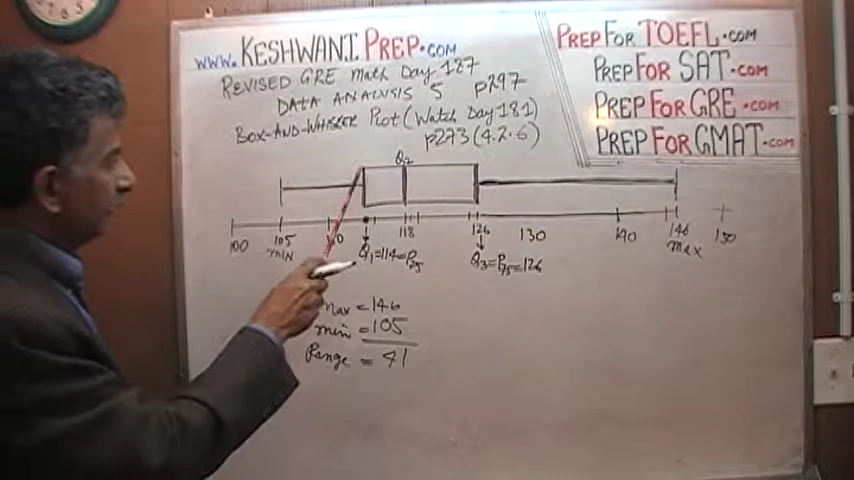 www.KESHWANI PREP.COM
REVISED GRE Math Day 187
DATA ANALYSIS 5 P297
BOX-AND-WHISKER Plot (Watch Day 181)
P273 (4.2.6)
PREP FOR TOEFL.com
PREP FOR SAT.com
PREP FOR GRE.com
PREP FOR GMAT.com
Q2
100 105 0 118 126 130 140 146 150
MIN max
Q1=114=P25 Q3=P75=126
max = 146
min = 105
Range = 41